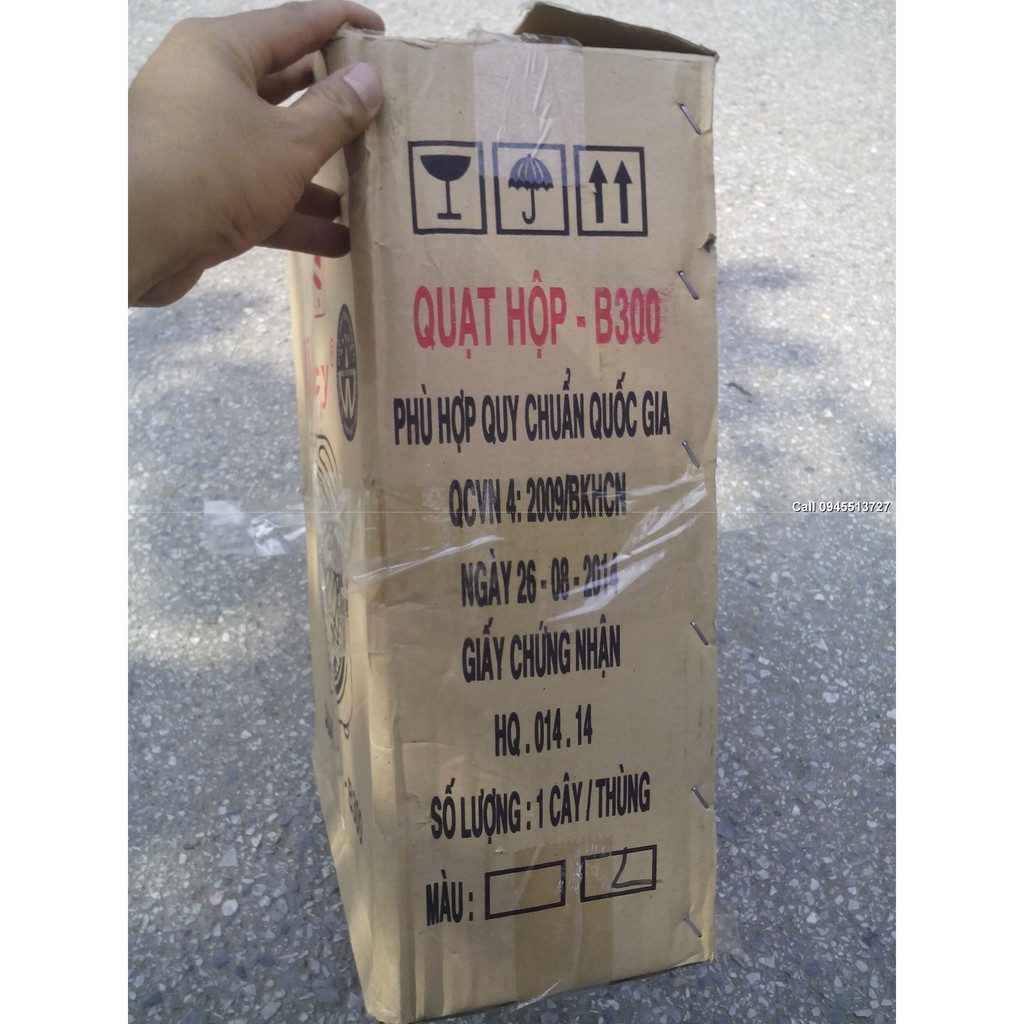 QUẠT HỘP - B300
PHÙ HỢP QUY CHUẨN QUỐC GIA
QCVN 4: 2009/BKHCN
NGÀY 26 - 08 - 2014
GIẤY CHỨNG NHẬN
HQ . 014 . 14
SỐ LƯỢNG : 1 CÂY / THÙNG
MÀU :
Call 0945513727